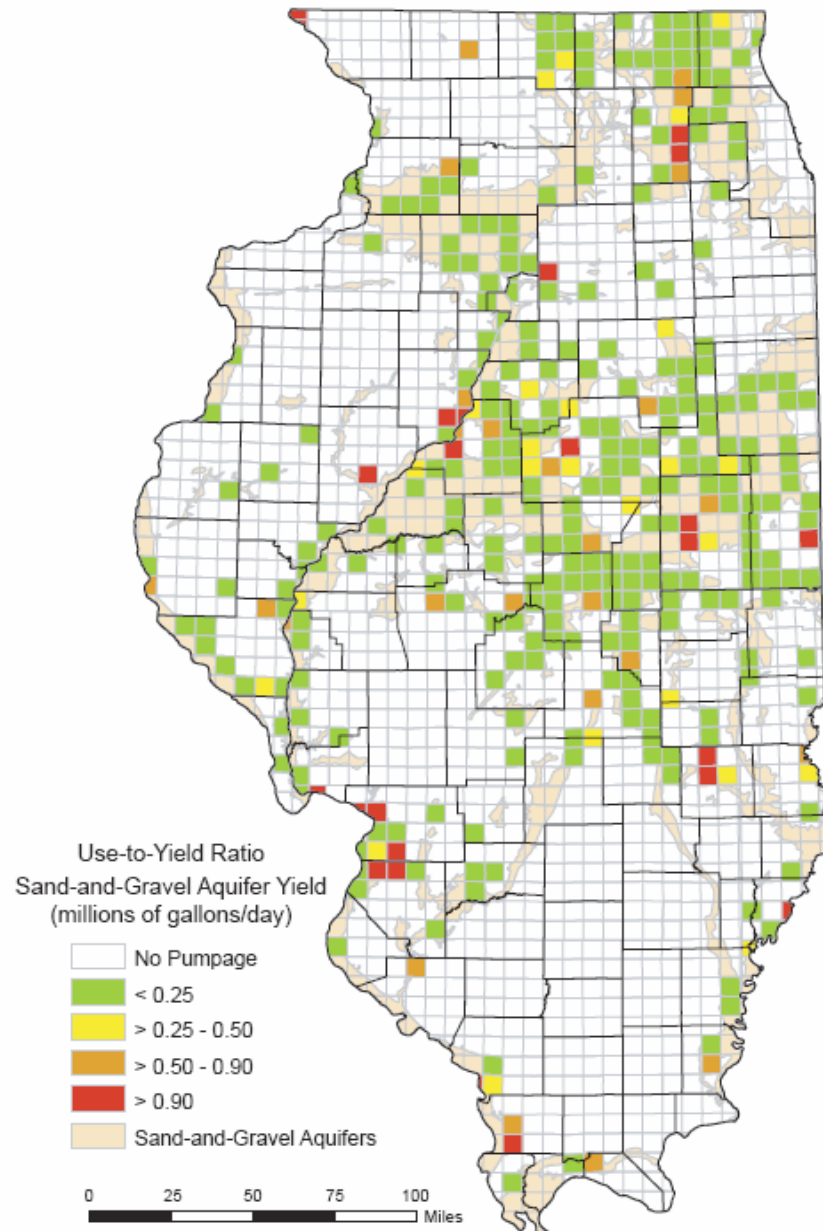 Use-to-Yield Ratio
Sand-and-Gravel Aquifer Yield
(millions of gallons/day)
No Pumpage
< 0.25
> 0.25 - 0.50
> 0.50 - 0.90
> 0.90
Sand-and-Gravel Aquifers
0 25 50 75 100
Miles